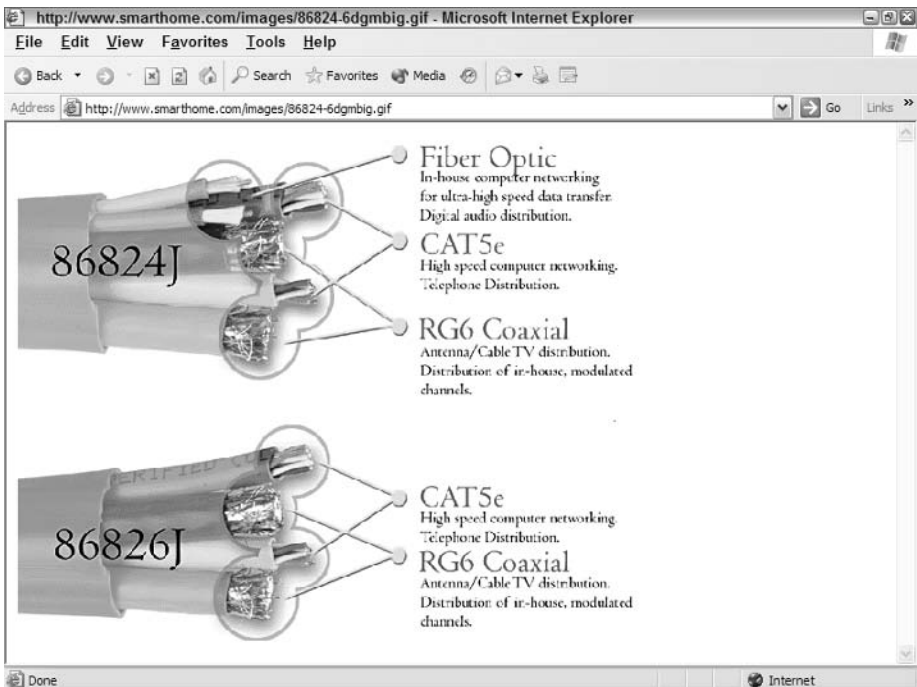 http://www.smarthome.com/images/86824-6dgmbig.gif - Microsoft Internet Explorer
File Edit View Favorites Tools Help
Back Search Favorites Media
Address http://www.smarthome.com/images/86824-6dgmbig.gif Go Links »
Fiber Optic
In-house computer networking
for ultra-high speed data transfer.
Digital audio distribution.
86824J
CAT5e
High speed computer networking.
Telephone Distribution.
RG6 Coaxial
Antenna/Cable TV distribution.
Distribution of in-house, modulated
channels.
CAT5e
High speed computer networking.
Telephone Distribution.
86826J
RG6 Coaxial
Antenna/Cable TV distribution.
Distribution of in-house, modulated
channels.
Done Internet